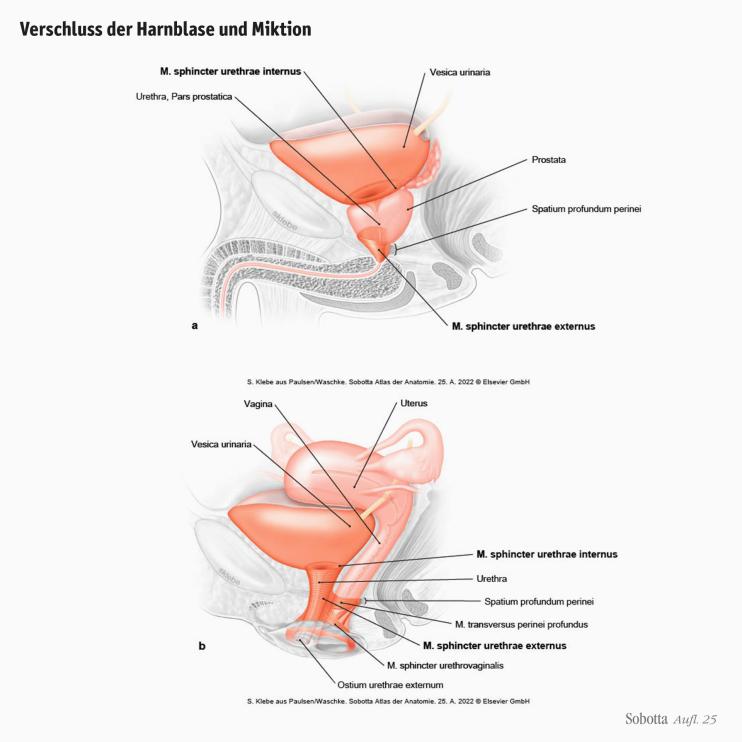 Verschluss der Harnblase und Miktion
M. sphincter urethrae internus
Vesica urinaria
Urethra, Pars prostatica
Prostata
Spatium profundum perinei
sklebe
M. sphincter urethrae externus
a
S. Klebe aus Paulsen/Waschke. Sobotta Atlas der Anatomie. 25. A. 2022 © Elsevier GmbH
Vagina
Uterus
Vesica urinaria
M. sphincter urethrae internus
sklebe
Urethra
Spatium profundum perinei
M. transversus perinei profundus
b
M. sphincter urethrae externus
M. sphincter urethrovaginalis
Ostium urethrae externum
S. Klebe aus Paulsen/Waschke. Sobotta Atlas der Anatomie. 25. A. 2022 © Elsevier GmbH
Sobotta Aufl. 25